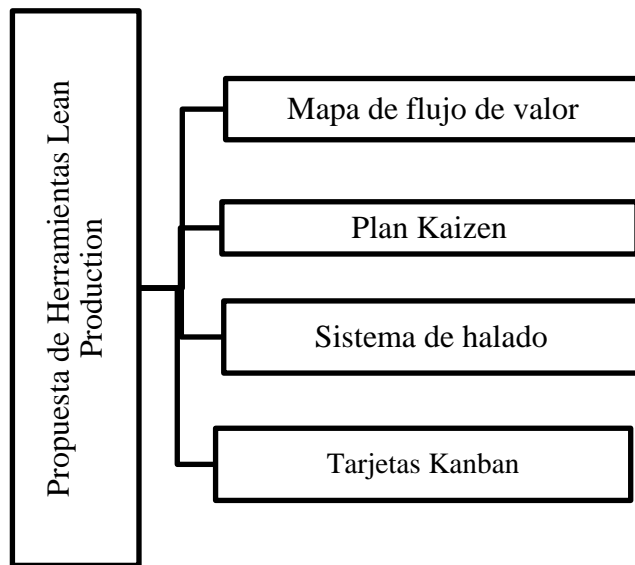 Propuesta de Herramientas Lean
Production
Mapa de flujo de valor
Plan Kaizen
Sistema de halado
Tarjetas Kanban